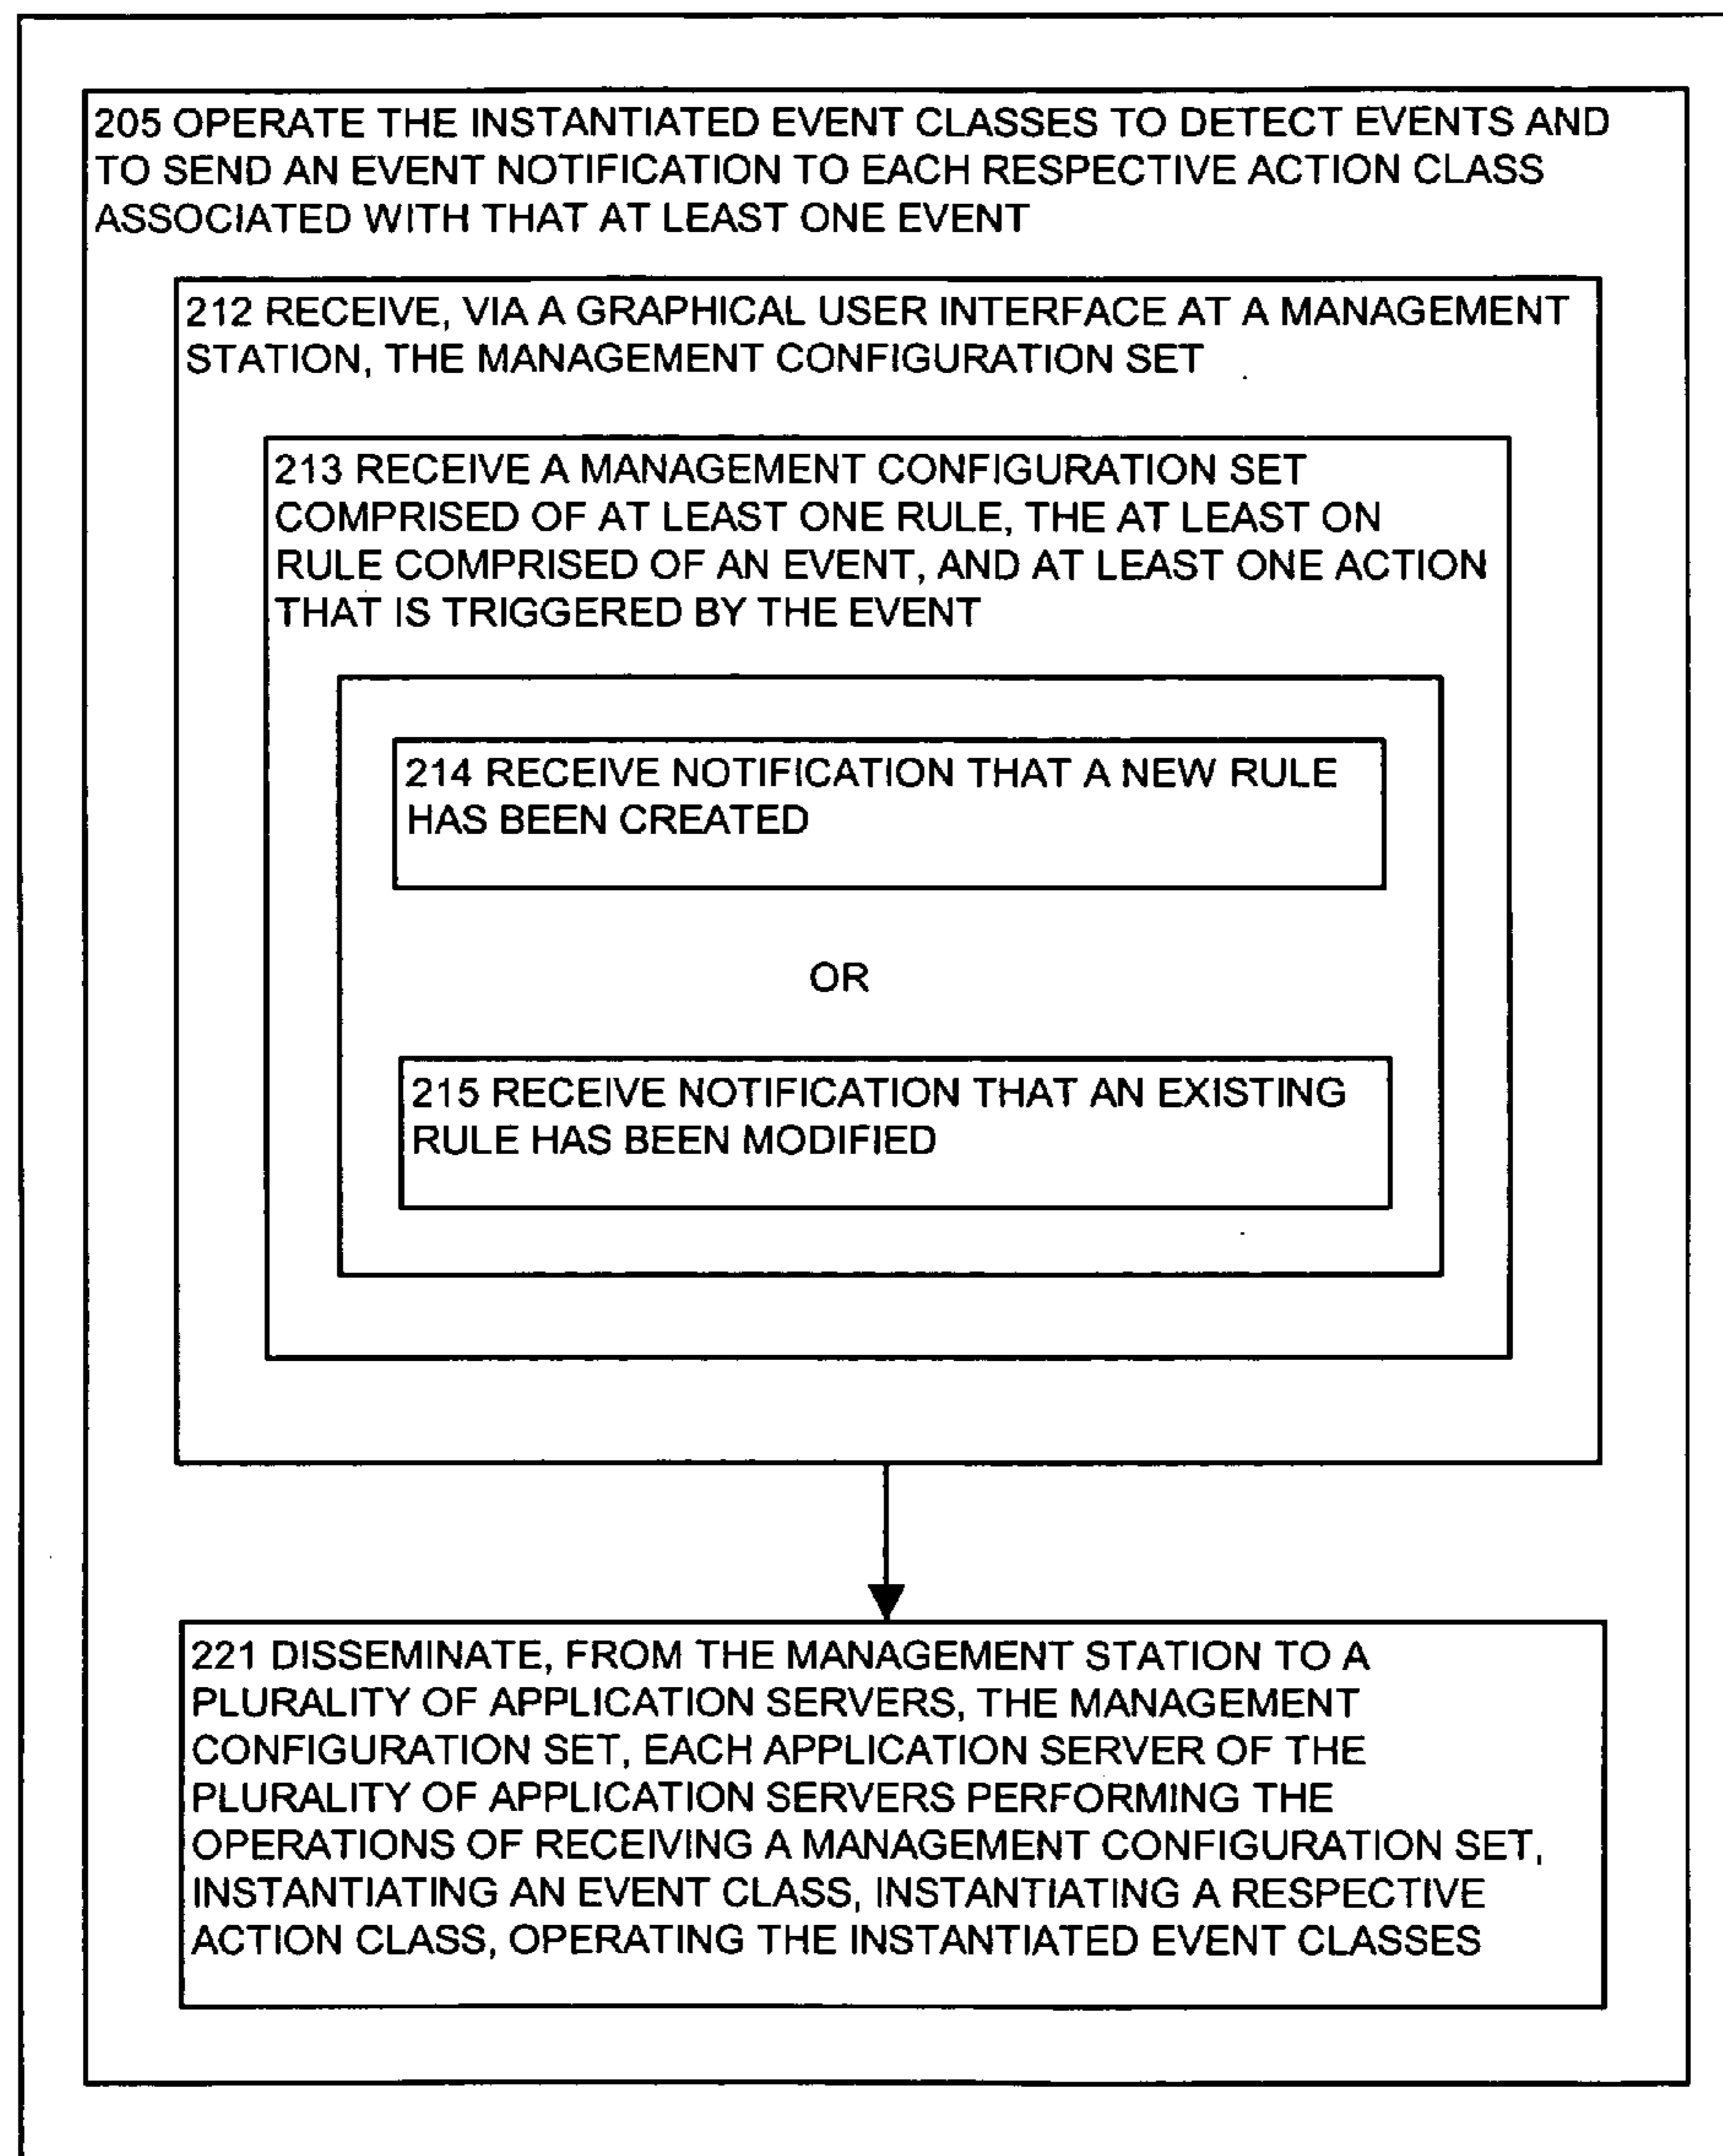 205 OPERATE THE INSTANTIATED EVENT CLASSES TO DETECT EVENTS AND
TO SEND AN EVENT NOTIFICATION TO EACH RESPECTIVE ACTION CLASS
ASSOCIATED WITH THAT AT LEAST ONE EVENT
212 RECEIVE, VIA A GRAPHICAL USER INTERFACE AT A MANAGEMENT
STATION, THE MANAGEMENT CONFIGURATION SET
213 RECEIVE A MANAGEMENT CONFIGURATION SET
COMPRISED OF AT LEAST ONE RULE, THE AT LEAST ON
RULE COMPRISED OF AN EVENT, AND AT LEAST ONE ACTION
THAT IS TRIGGERED BY THE EVENT
214 RECEIVE NOTIFICATION THAT A NEW RULE
HAS BEEN CREATED
OR
215 RECEIVE NOTIFICATION THAT AN EXISTING
RULE HAS BEEN MODIFIED
221 DISSEMINATE, FROM THE MANAGEMENT STATION TO A
PLURALITY OF APPLICATION SERVERS, THE MANAGEMENT
CONFIGURATION SET, EACH APPLICATION SERVER OF THE
PLURALITY OF APPLICATION SERVERS PERFORMING THE
OPERATIONS OF RECEIVING A MANAGEMENT CONFIGURATION SET,
INSTANTIATING AN EVENT CLASS, INSTANTIATING A RESPECTIVE
ACTION CLASS, OPERATING THE INSTANTIATED EVENT CLASSES